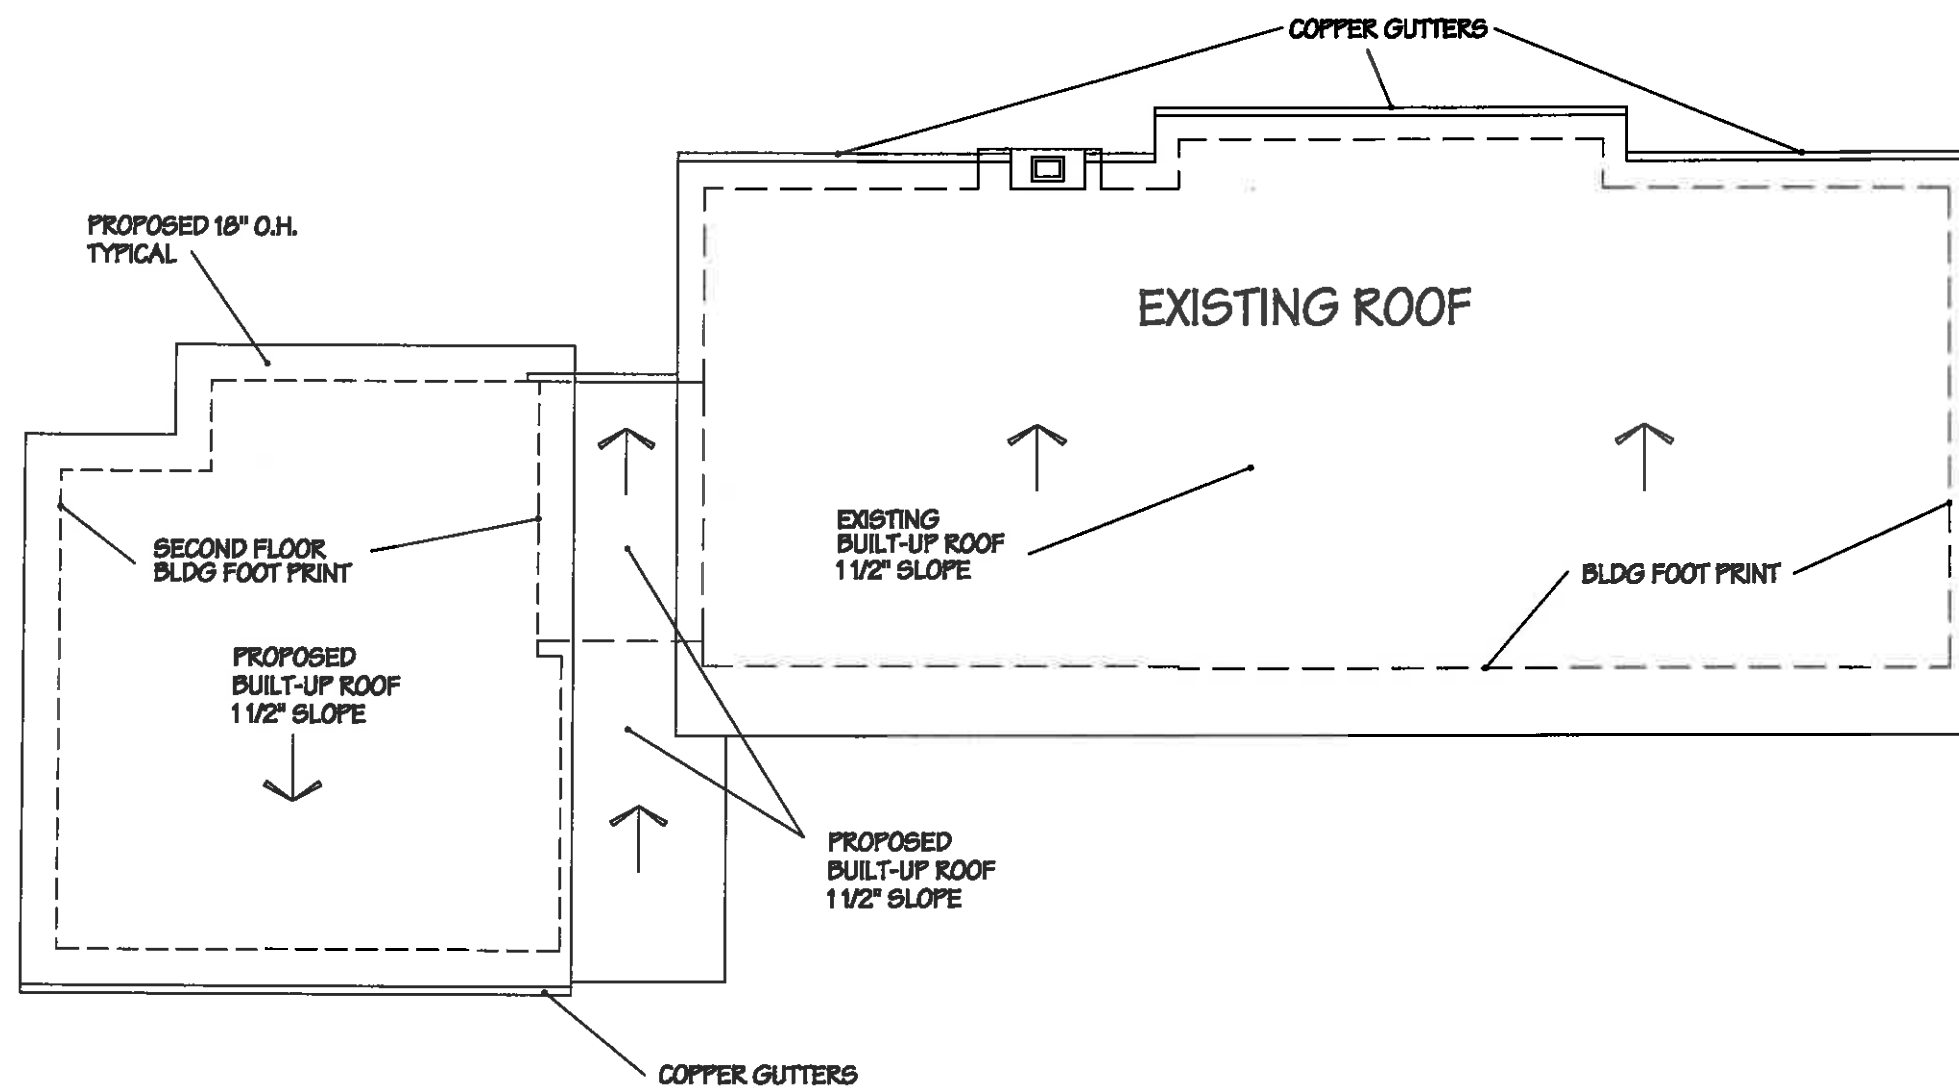 COPPER GUTTERS
PROPOSED 18" O.H.
TYPICAL
EXISTING ROOF
EXISTING
BUILT-UP ROOF
1 1/2" SLOPE
SECOND FLOOR
BLDG FOOT PRINT
BLDG FOOT PRINT
PROPOSED
BUILT-UP ROOF
1 1/2" SLOPE
PROPOSED
BUILT-UP ROOF
1 1/2" SLOPE
COPPER GUTTERS